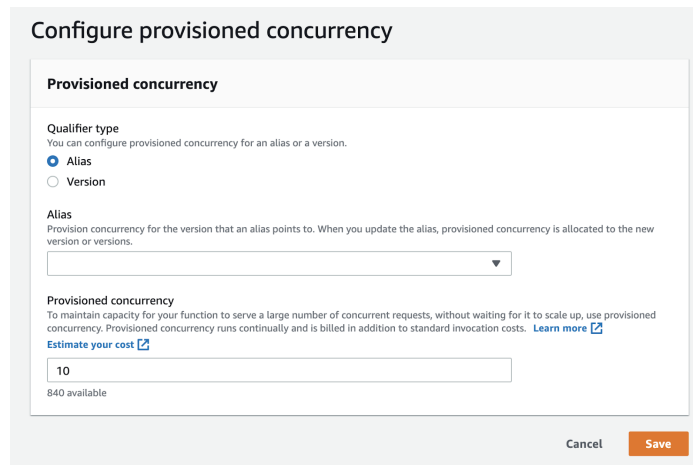 Configure provisioned concurrency
Provisioned concurrency
Qualifier type
You can configure provisioned concurrency for an alias or a version.
Alias
Version
Alias
Provision concurrency for the version that an alias points to. When you update the alias, provisioned concurrency is allocated to the new
version or versions.
Provisioned concurrency
To maintain capacity for your function to serve a large number of concurrent requests, without waiting for it to scale up, use provisioned
concurrency. Provisioned concurrency runs continually and is billed in addition to standard invocation costs. Learn more
Estimate your cost
10
840 available
Cancel Save